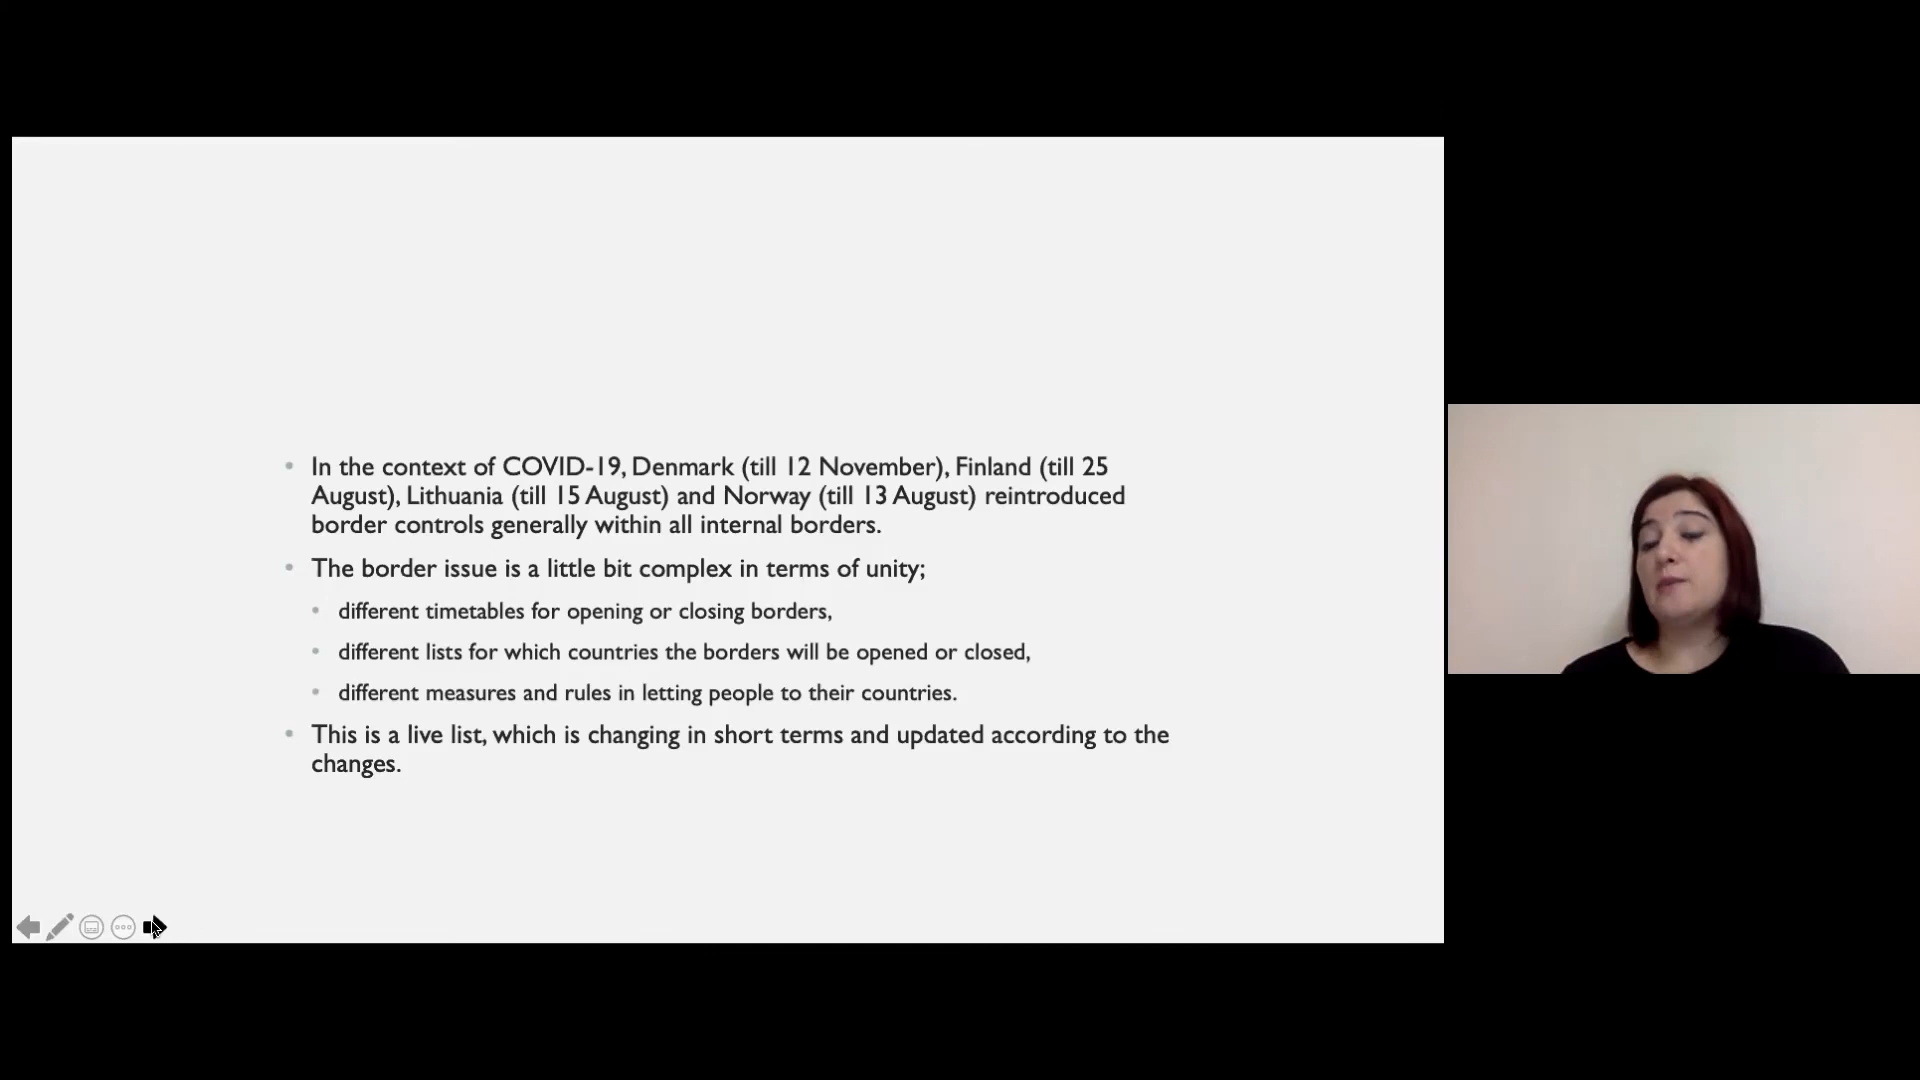 In the context of COVID-19, Denmark (till 12 November), Finland (till 25
August), Lithuania (till 15 August) and Norway (till 13 August) reintroduced
border controls generally within all internal borders.
The border issue is a little bit complex in terms of unity;
different timetables for opening or closing borders,
different lists for which countries the borders will be opened or closed,
different measures and rules in letting people to their countries.
This is a live list, which is changing in short terms and updated according to the
changes.